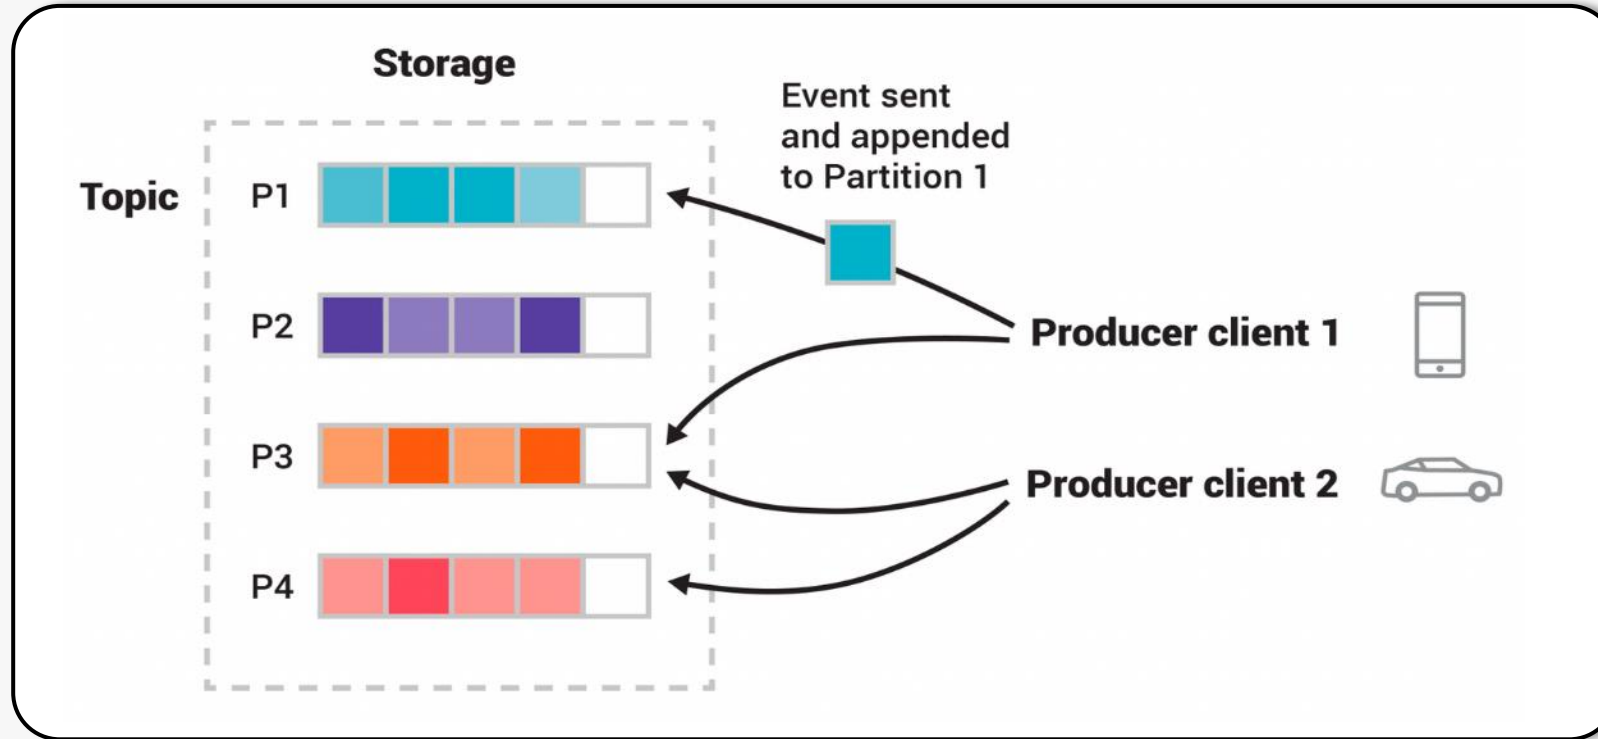 Storage
Event sent
and appended
to Partition 1
Topic
P1
P2
Producer client 1
P3
Producer client 2
P4